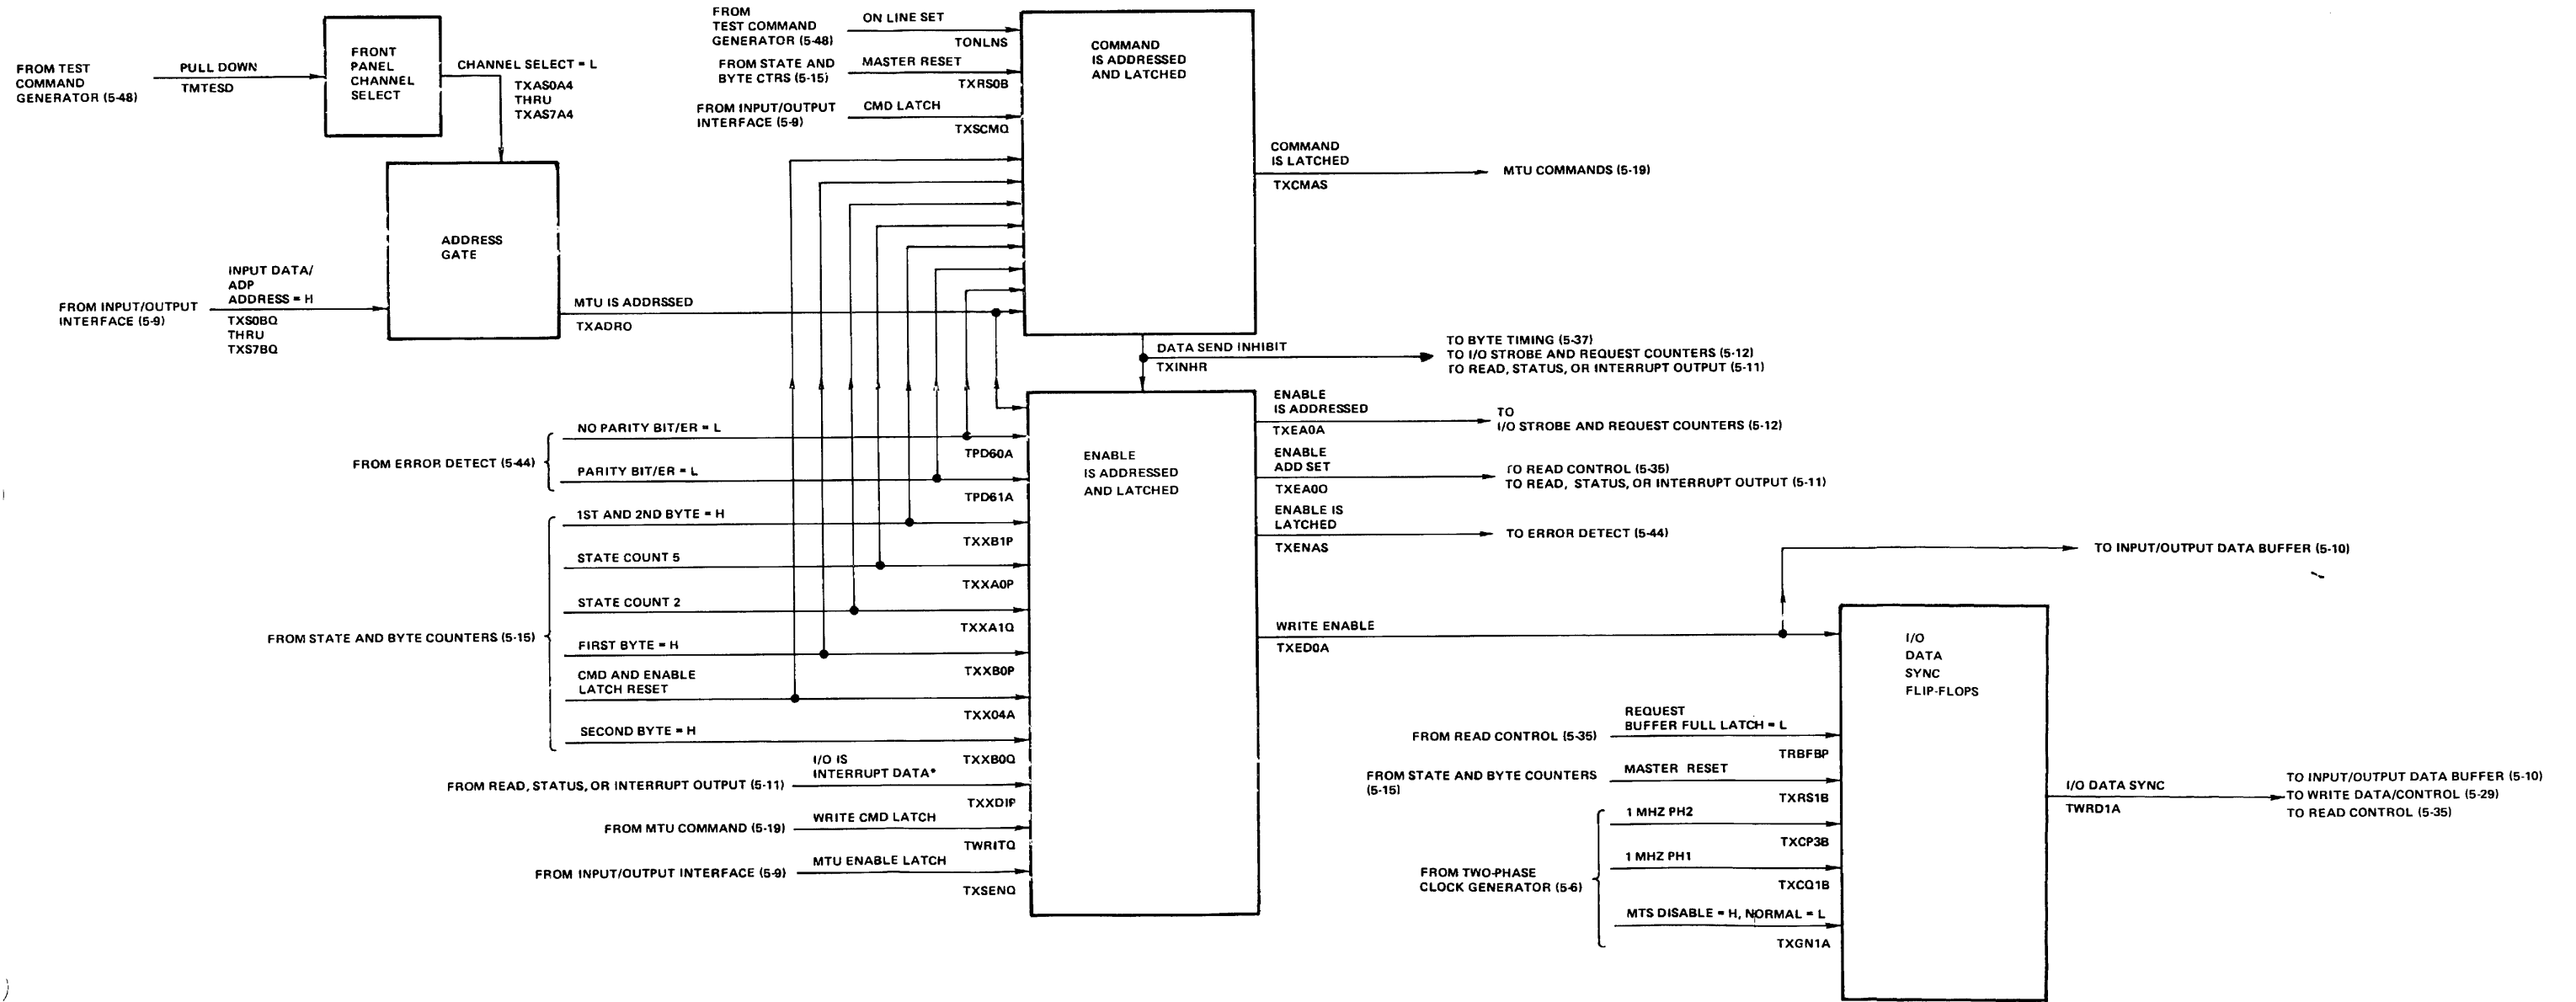 FROM TEST
COMMAND
GENERATOR (5-48)
PULL DOWN
TMTESD
FRONT
PANEL
CHANNEL
SELECT
CHANNEL SELECT = L
TXAS0A4
THRU
TXAS7A4
ADDRESS
GATE
INPUT DATA/
ADP
ADDRESS = H
FROM INPUT/OUTPUT
INTERFACE (5-9)
TXS0BQ
THRU
TXS7BQ
MTU IS ADDRSSED
TXADRO
FROM
TEST COMMAND
GENERATOR (5-48)
ON LINE SET
TONLNS
FROM STATE AND
BYTE CTRS (5-15)
MASTER RESET
TXRS0B
FROM INPUT/OUTPUT
INTERFACE (5-9)
CMD LATCH
TXSCMQ
COMMAND
IS ADDRESSED
AND LATCHED
COMMAND
IS LATCHED
TXCMAS
MTU COMMANDS (5-19)
DATA SEND INHIBIT
TXINHR
TO BYTE TIMING (5-37)
TO I/O STROBE AND REQUEST COUNTERS (5-12)
TO READ, STATUS, OR INTERRUPT OUTPUT (5-11)
FROM ERROR DETECT (5-44)
NO PARITY BIT/ER = L
TPD60A
PARITY BIT/ER = L
TPD61A
FROM STATE AND BYTE COUNTERS (5-15)
1ST AND 2ND BYTE = H
TXXB1P
STATE COUNT 5
TXXA0P
STATE COUNT 2
TXXA1Q
FIRST BYTE = H
TXXB0P
CMD AND ENABLE
LATCH RESET
TXX04A
SECOND BYTE = H
TXXB0Q
FROM READ, STATUS, OR INTERRUPT OUTPUT (5-11)
I/O IS
INTERRUPT DATA*
TXXDIP
FROM MTU COMMAND (5-19)
WRITE CMD LATCH
TWRITQ
FROM INPUT/OUTPUT INTERFACE (5-9)
MTU ENABLE LATCH
TXSENQ
ENABLE
IS ADDRESSED
AND LATCHED
ENABLE
IS ADDRESSED
TXEA0A
TO
I/O STROBE AND REQUEST COUNTERS (5-12)
ENABLE
ADD SET
TXEA0O
TO READ CONTROL (5-35)
TO READ, STATUS, OR INTERRUPT OUTPUT (5-11)
ENABLE IS
LATCHED
TXENAS
TO ERROR DETECT (5-44)
WRITE ENABLE
TXED0A
TO INPUT/OUTPUT DATA BUFFER (5-10)
I/O
DATA
SYNC
FLIP-FLOPS
FROM READ CONTROL (5-35)
REQUEST
BUFFER FULL LATCH = L
TRBFBP
FROM STATE AND BYTE COUNTERS
(5-15)
MASTER RESET
TXRS1B
FROM TWO-PHASE
CLOCK GENERATOR (5-6)
1 MHZ PH2
TXCP3B
1 MHZ PH1
TXCQ1B
MTS DISABLE = H, NORMAL = L
TXGN1A
I/O DATA SYNC
TWRD1A
TO INPUT/OUTPUT DATA BUFFER (5-10)
TO WRITE DATA/CONTROL (5-29)
TO READ CONTROL (5-35)